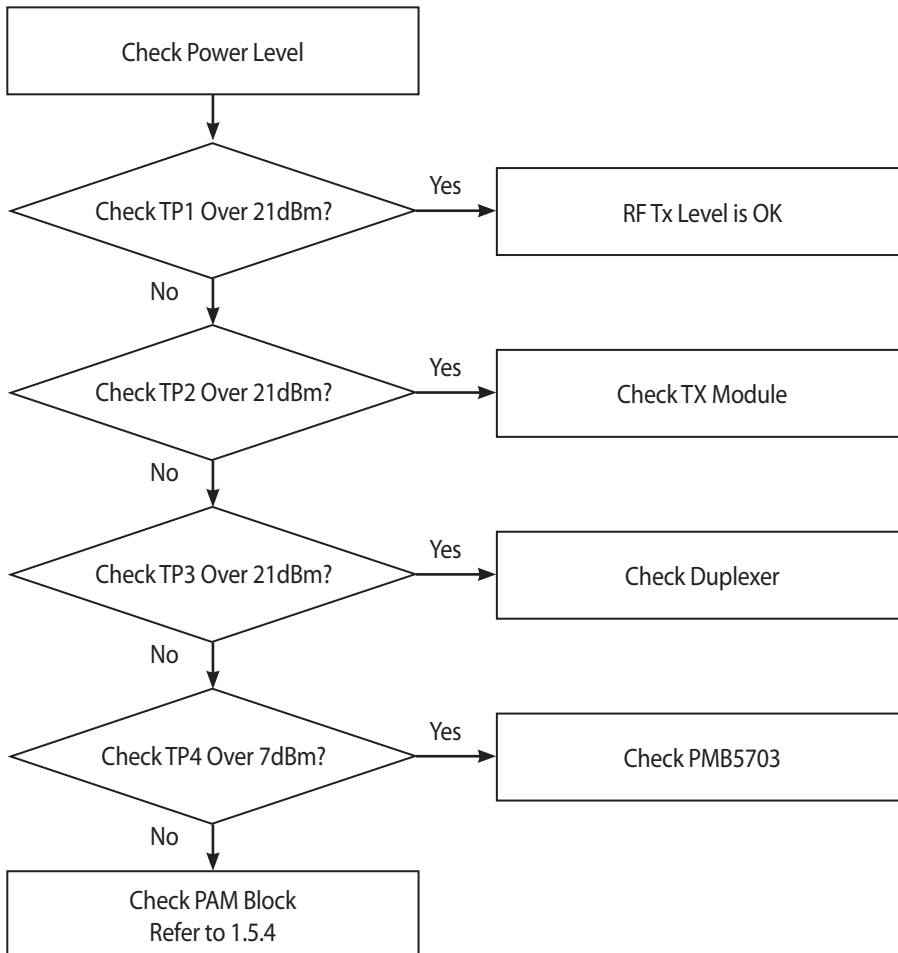 Check Power Level
Check TP1 Over 21dBm?
Yes
RF Tx Level is OK
No
Check TP2 Over 21dBm?
Yes
Check TX Module
No
Check TP3 Over 21dBm?
Yes
Check Duplexer
No
Check TP4 Over 7dBm?
Yes
Check PMB5703
No
Check PAM Block
Refer to 1.5.4